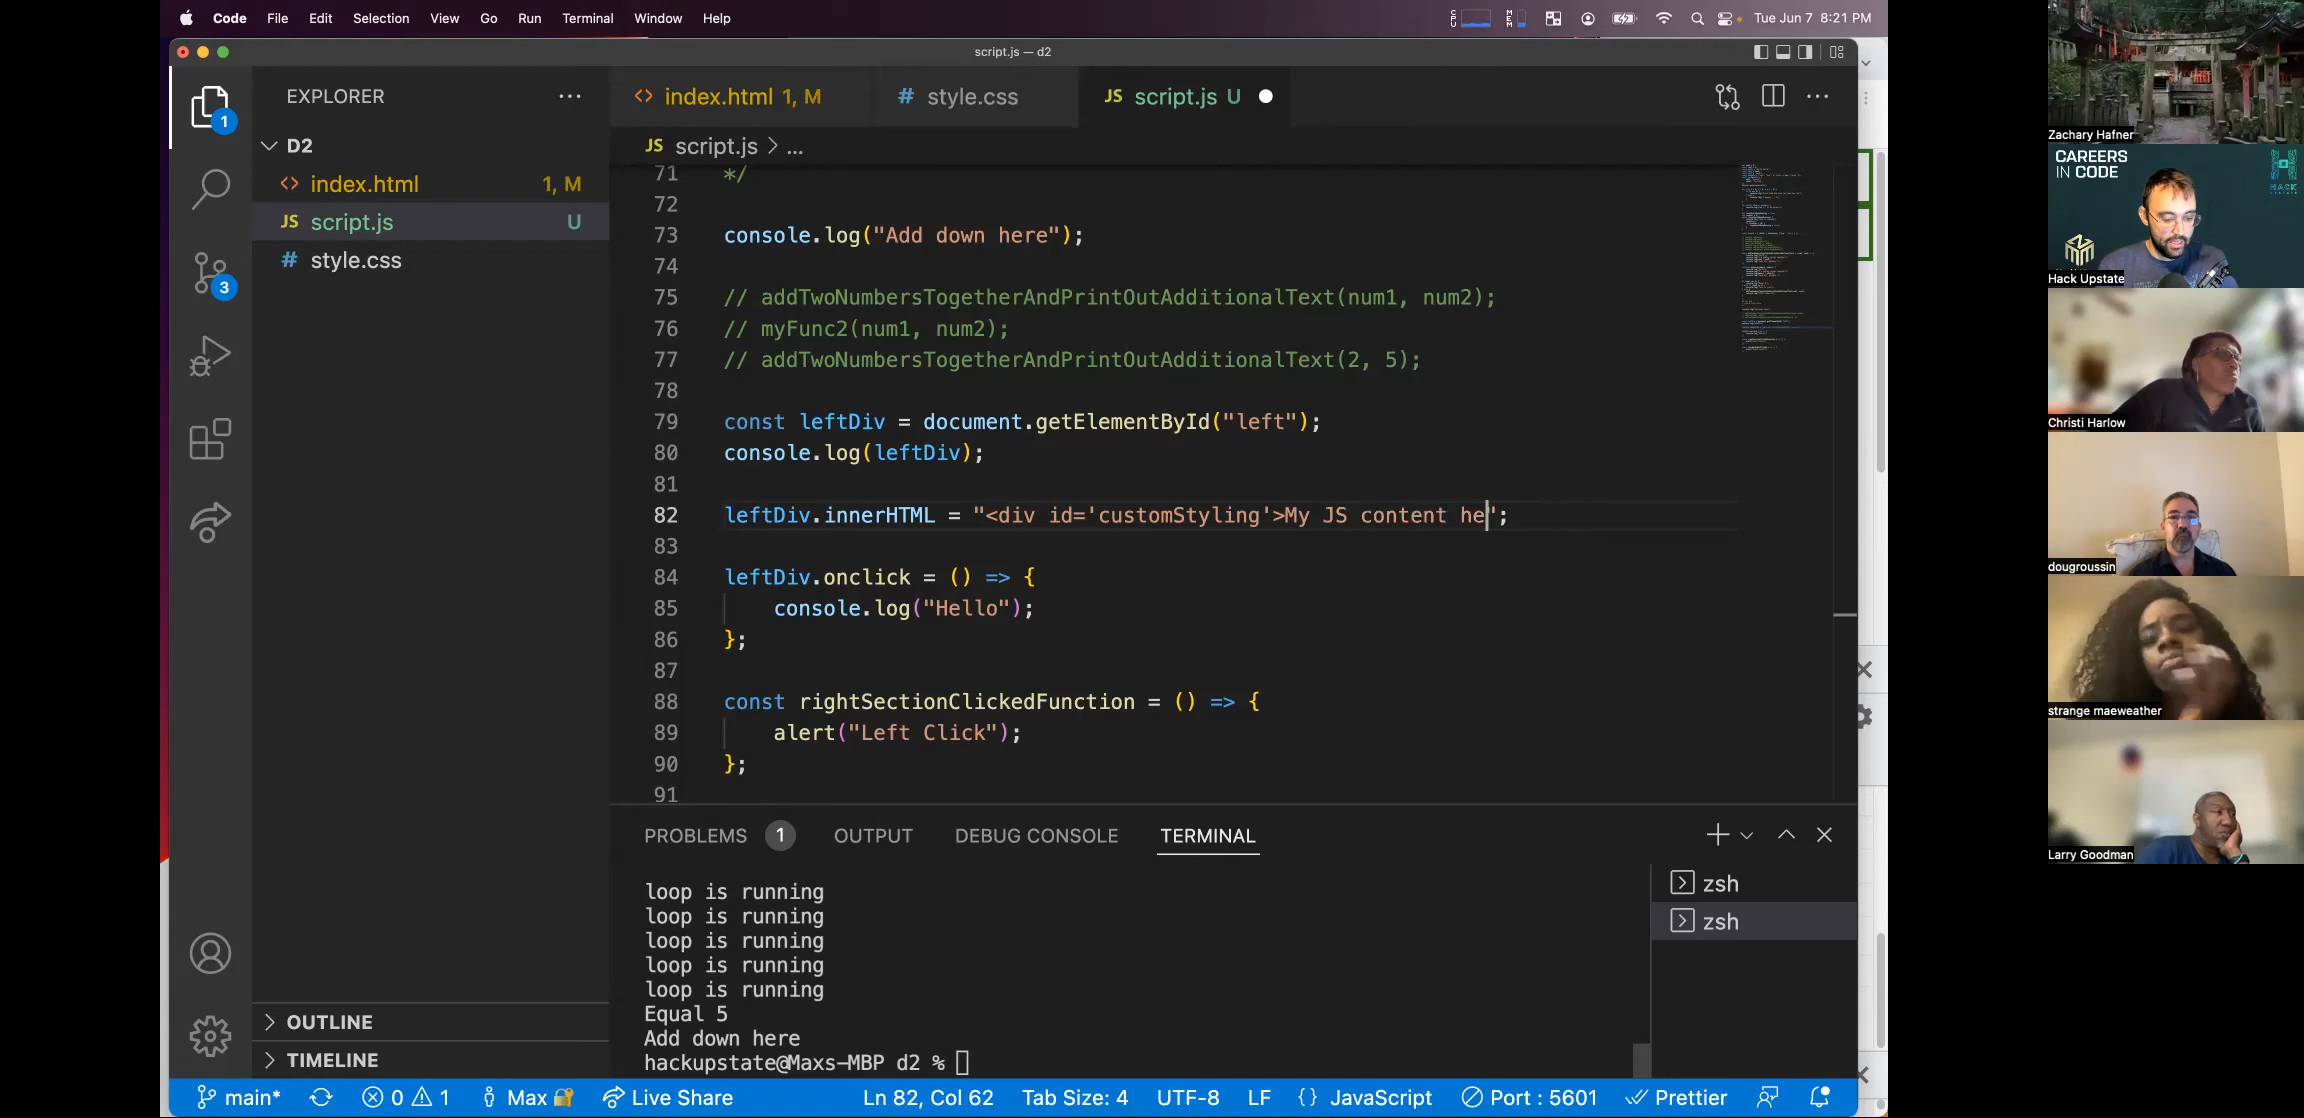 Code File Edit Selection View Go Run Terminal Window Help
CPU MEM Tue Jun 7 8:21 PM
script.js — d2
EXPLORER ...
D2
<> index.html 1, M
JS script.js U
# style.css
OUTLINE
TIMELINE
1
3
<> index.html 1, M
# style.css
JS script.js U
JS script.js > ...
71 */
72
73 console.log("Add down here");
74
75 // addTwoNumbersTogetherAndPrintOutAdditionalText(num1, num2);
76 // myFunc2(num1, num2);
77 // addTwoNumbersTogetherAndPrintOutAdditionalText(2, 5);
78
79 const leftDiv = document.getElementById("left");
80 console.log(leftDiv);
81
82 leftDiv.innerHTML = "<div id='customStyling'>My JS content he";
83
84 leftDiv.onclick = () => {
85 console.log("Hello");
86 };
87
88 const rightSectionClickedFunction = () => {
89 alert("Left Click");
90 };
91
PROBLEMS 1 OUTPUT DEBUG CONSOLE TERMINAL
loop is running
loop is running
loop is running
loop is running
loop is running
Equal 5
Add down here
hackupstate@Maxs-MBP d2 %
zsh
zsh
main* 0 1 Max Live Share Ln 82, Col 62 Tab Size: 4 UTF-8 LF {} JavaScript Port : 5601 Prettier
Zachary Hafner
CAREERS
IN CODE
HACK
Hack Upstate
Christi Harlow
dougroussin
strange maeweather
Larry Goodman